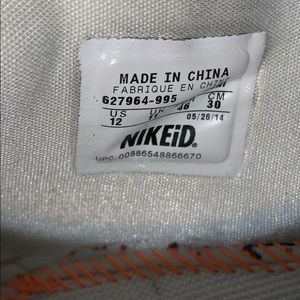 MADE IN CHINA
FABRIQUE EN CHINE
627964-995
US UK 46 CM
12 11 30
05/26/14
NIKEiD.
UPC 00886548866670